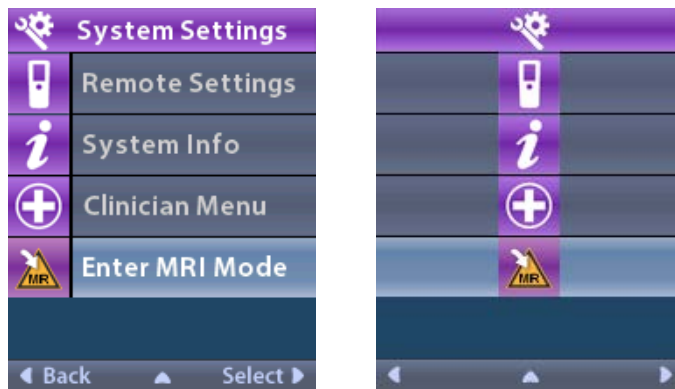 System Settings
Remote Settings
System Info
Clinician Menu
MR Enter MRI Mode
Back Select
MR